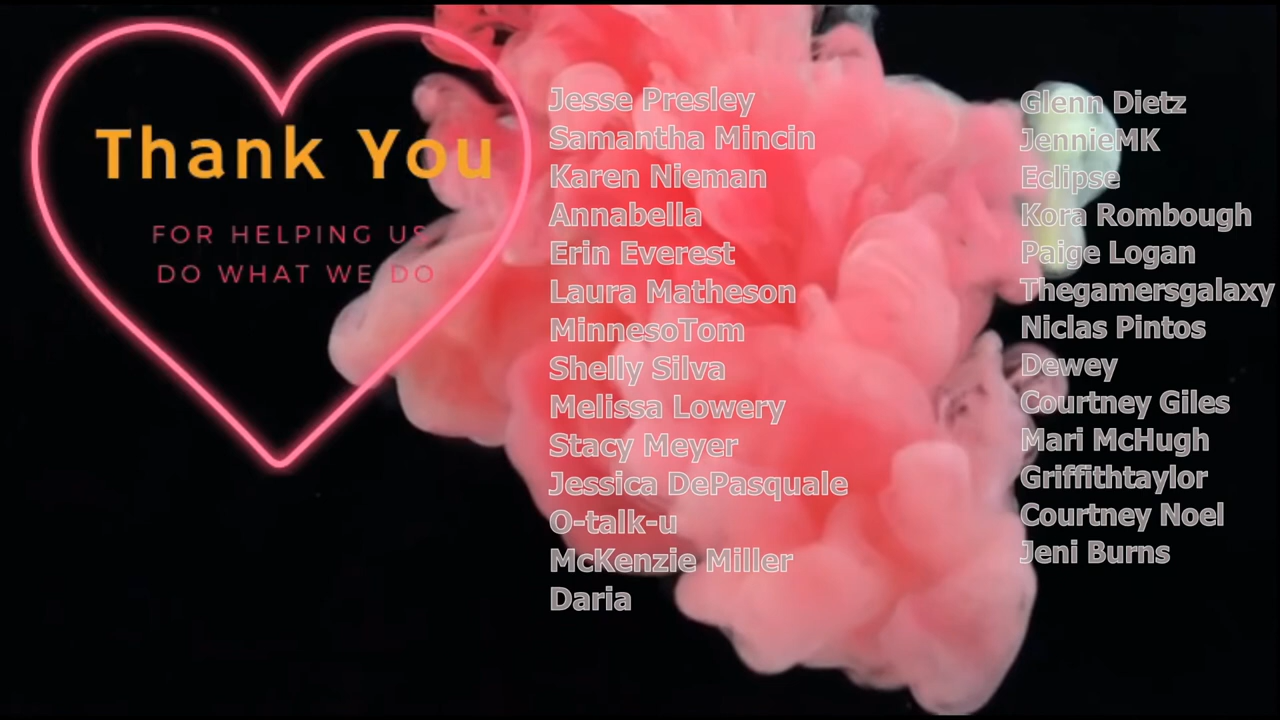 Thank You
FOR HELPING US
DO WHAT WE DO
Jesse Presley
Samantha Mincin
Karen Nieman
Annabella
Erin Everest
Laura Matheson
MinnesoTom
Shelly Silva
Melissa Lowery
Stacy Meyer
Jessica DePasquale
O-talk-u
McKenzie Miller
Daria
Glenn Dietz
JennieMK
Eclipse
Kora Rombough
Paige Logan
Thegamersgalaxy
Niclas Pintos
Dewey
Courtney Giles
Mari McHugh
Griffithtaylor
Courtney Noel
Jeni Burns